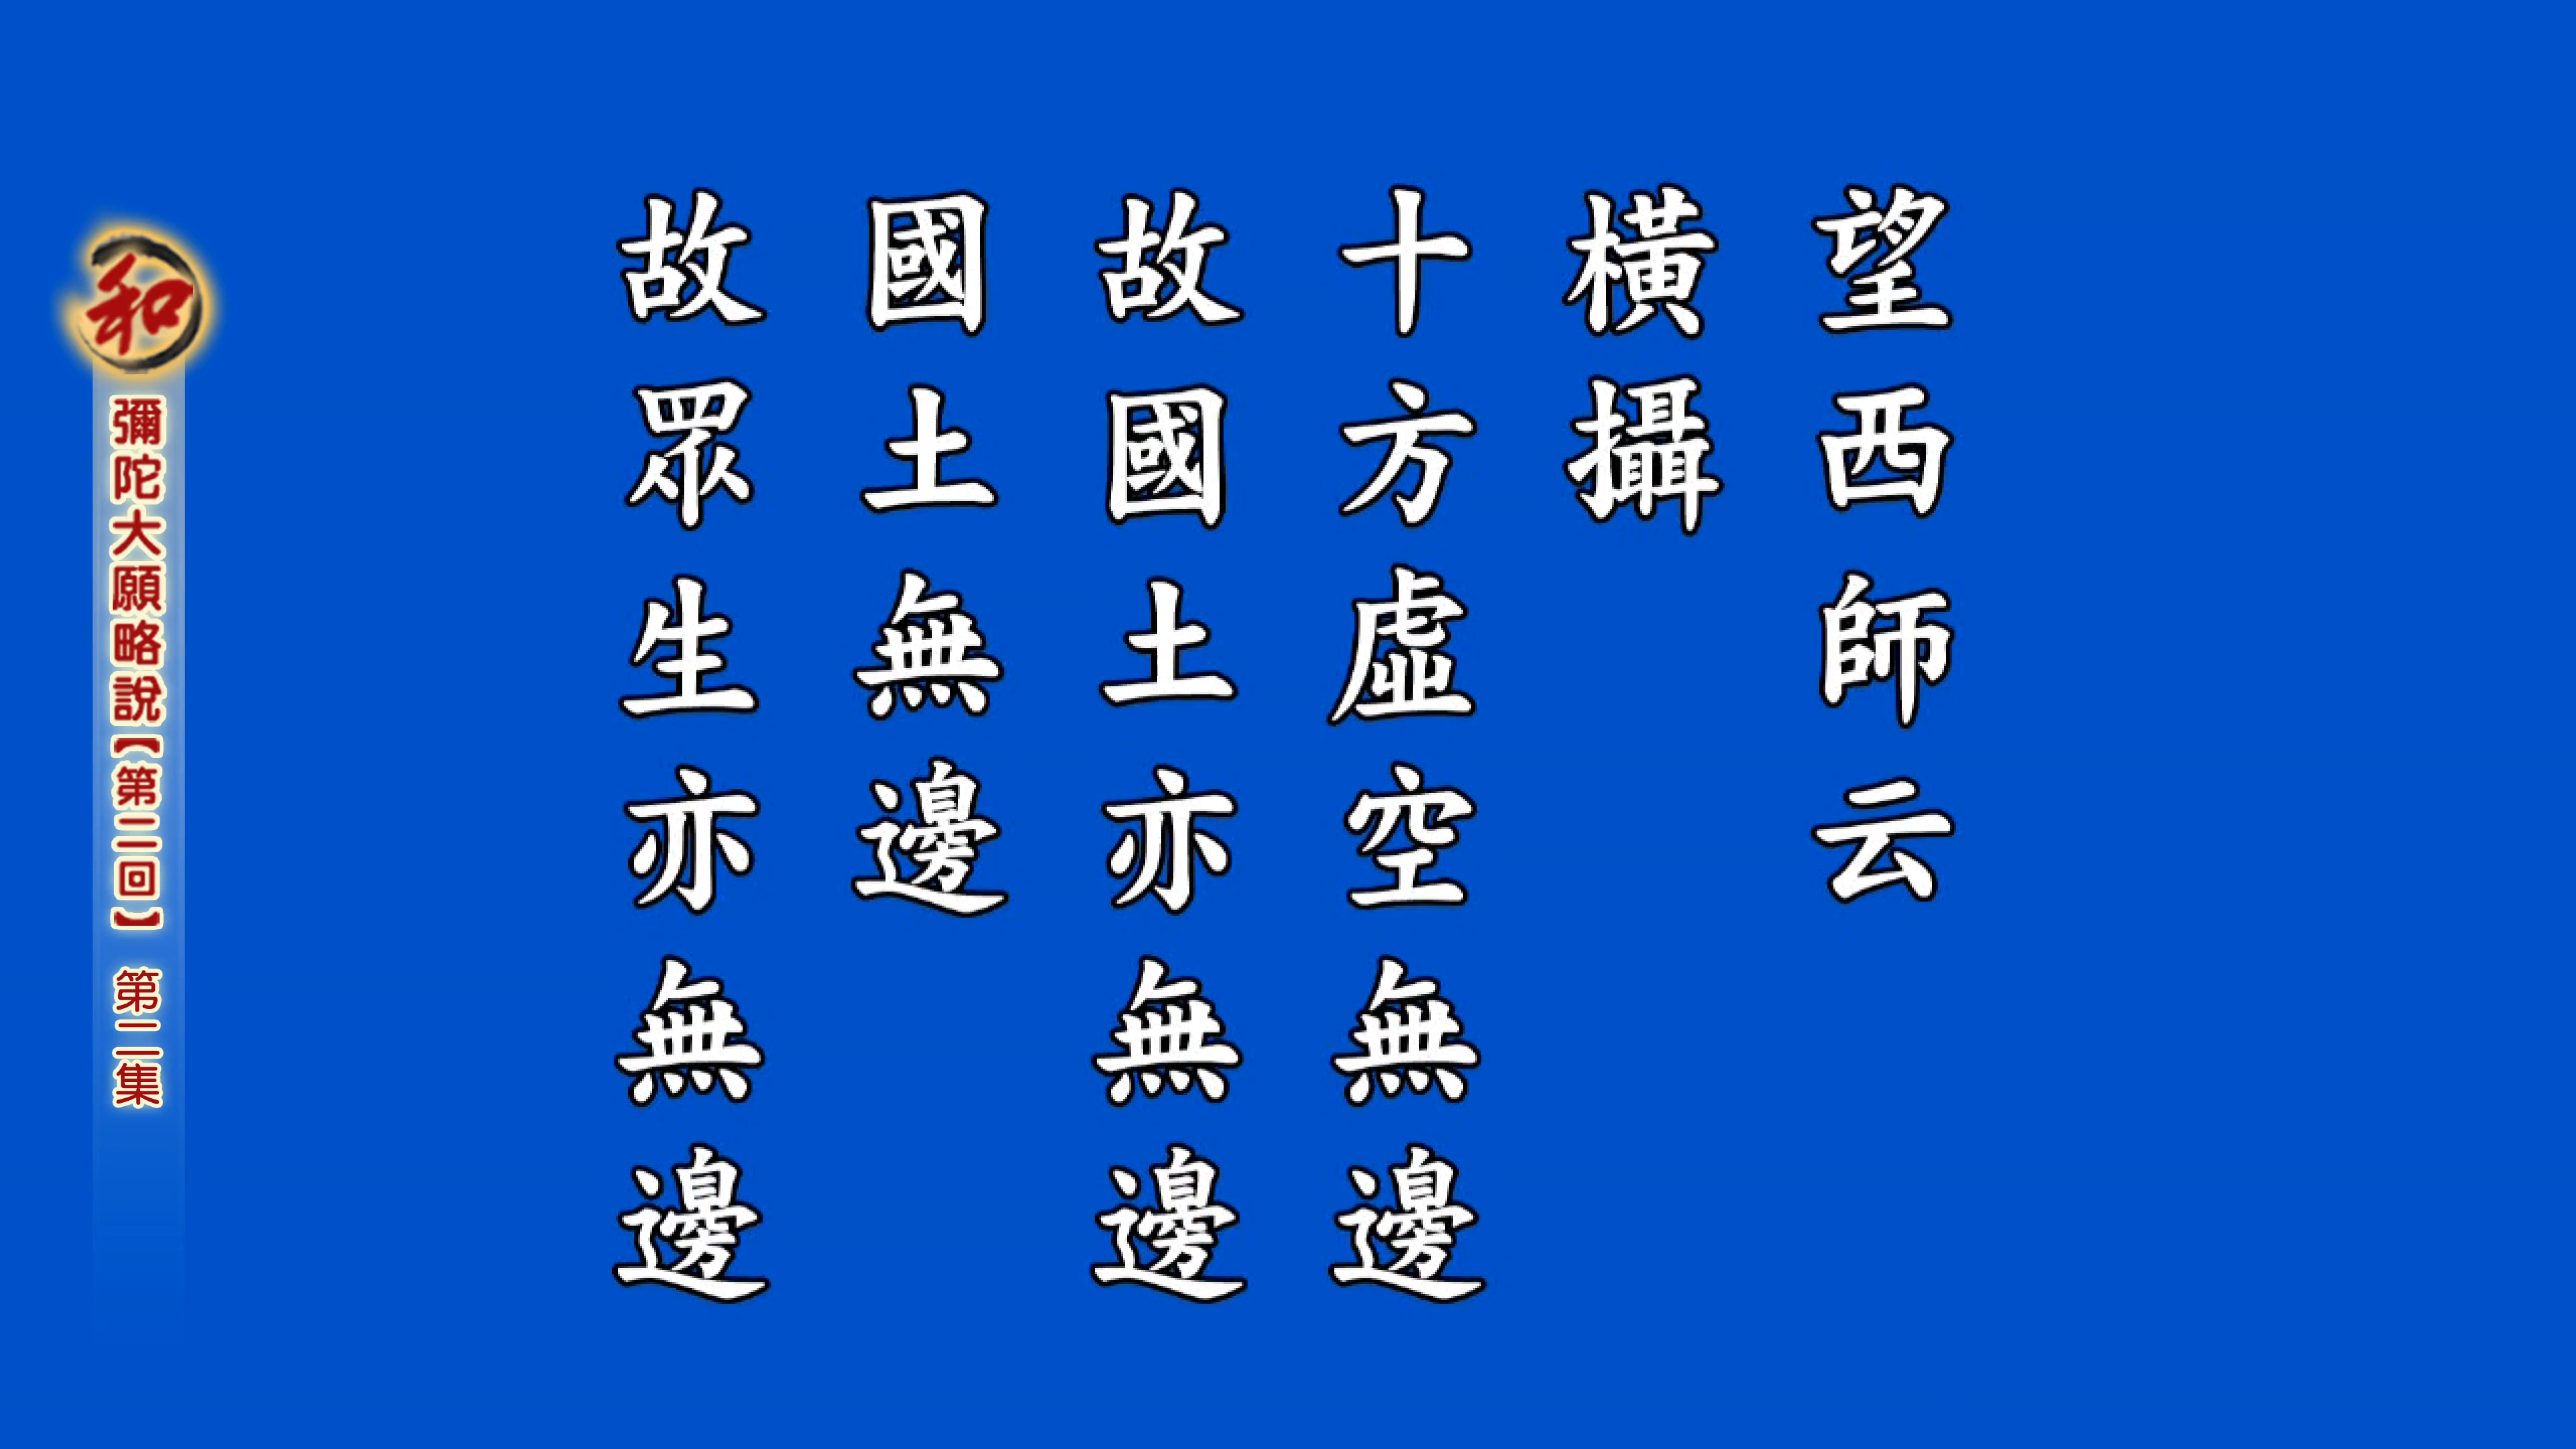 望西師云
橫攝
十方虛空無邊
故國土亦無邊
國土無邊
故眾生亦無邊
和
彌陀大願略說【第二回】 第二集